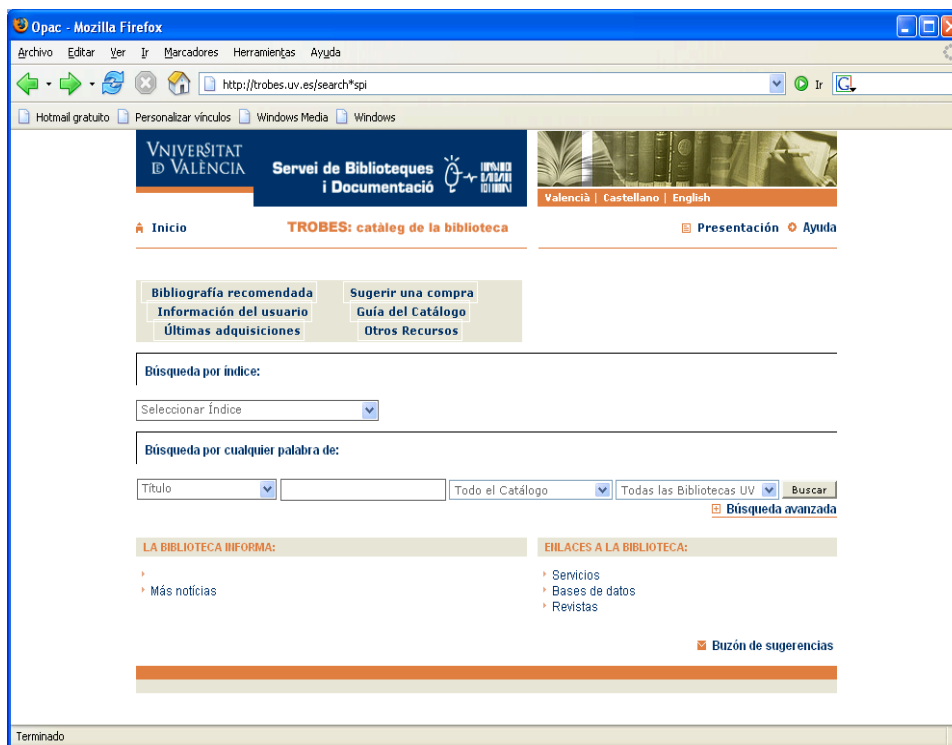 Opac - Mozilla Firefox
Archivo Editar Ver Ir Marcadores Herramientas Ayuda
http://trobes.uv.es/search*spi Ir G
Hotmail gratuito Personalizar vínculos Windows Media Windows
VNIVERSITAT
ID VALÈNCIA
Servei de Biblioteques
i Documentació
Valencià | Castellano | English
Inicio TROBES: catàleg de la biblioteca Presentación Ayuda
Bibliografía recomendada Sugerir una compra
Información del usuario Guía del Catálogo
Últimas adquisiciones Otros Recursos
Búsqueda por índice:
Seleccionar Índice
Búsqueda por cualquier palabra de:
Título Todo el Catálogo Todas las Bibliotecas UV Buscar
Búsqueda avanzada
LA BIBLIOTECA INFORMA: ENLACES A LA BIBLIOTECA:
Servicios
Más notícias Bases de datos
Revistas
Buzón de sugerencias
Terminado